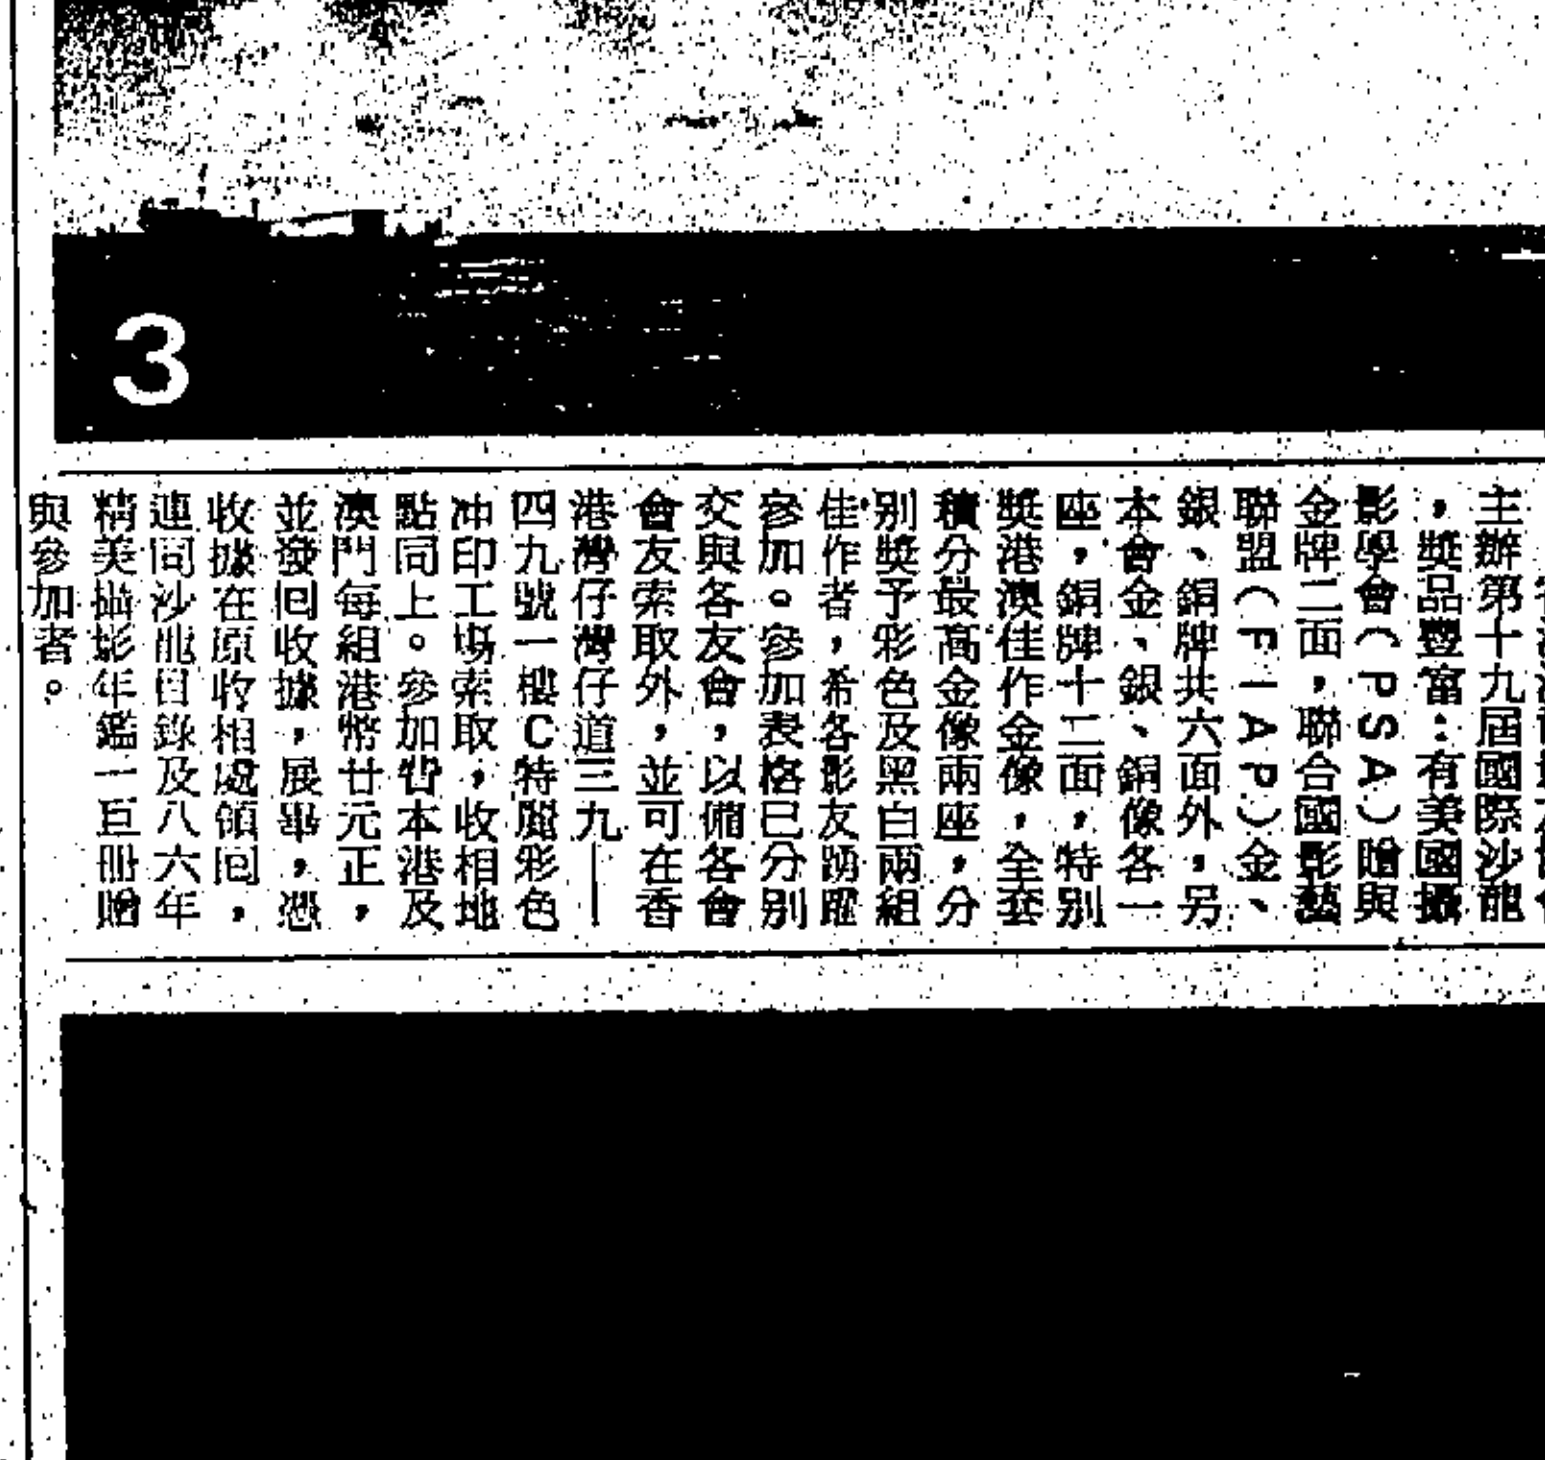 3
主辦第十九屆國際沙龍
，獎品豐富：有美國攝
影學會（PSA）贈與
金牌二面，聯合國影藝
聯盟（FIAP）金、
銀、銅牌共六面外，另
本會金、銀、銅像各一
座，銅牌十二面，特別
獎港澳佳作金像，全套
積分最高金像兩座，分
別獎予彩色及黑白兩組
佳作者，希各影友踴躍
參加。參加表格已分別
交與各友會，以備各會
會友索取外，並可在香
港灣仔灣仔道三九—
四九號一樓C特麗彩色
冲印工場索取，收相地
點同上。參加費本港及
澳門每組港幣廿元正，
並發回收據，展畢，憑
收據在原收相處領回，
連同沙龍目錄及八六年
精美攝影年鑑一巨冊贈
與參加者。